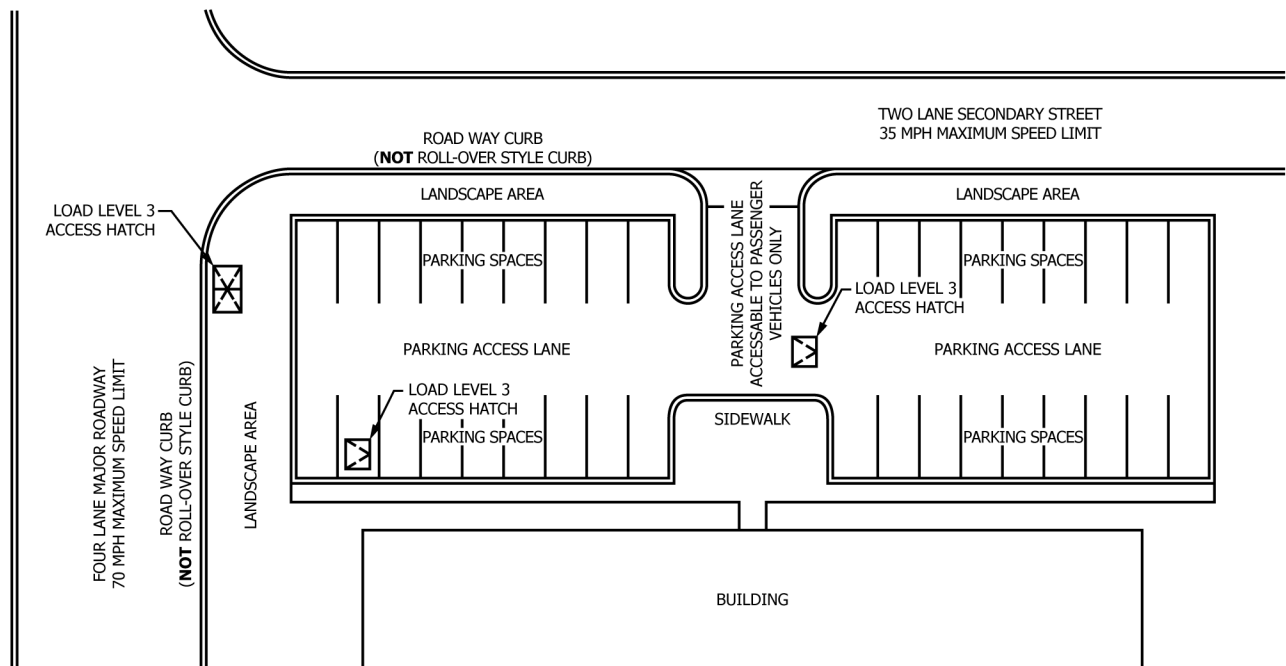 TWO LANE SECONDARY STREET
35 MPH MAXIMUM SPEED LIMIT
ROAD WAY CURB
(NOT ROLL-OVER STYLE CURB)
LANDSCAPE AREA
LANDSCAPE AREA
LOAD LEVEL 3
ACCESS HATCH
PARKING ACCESS LANE
ACCESSABLE TO PASSENGER
VEHICLES ONLY
PARKING SPACES
PARKING SPACES
LOAD LEVEL 3
ACCESS HATCH
PARKING ACCESS LANE
PARKING ACCESS LANE
LOAD LEVEL 3
ACCESS HATCH
SIDEWALK
PARKING SPACES
PARKING SPACES
FOUR LANE MAJOR ROADWAY
70 MPH MAXIMUM SPEED LIMIT
ROAD WAY CURB
(NOT ROLL-OVER STYLE CURB)
LANDSCAPE AREA
BUILDING